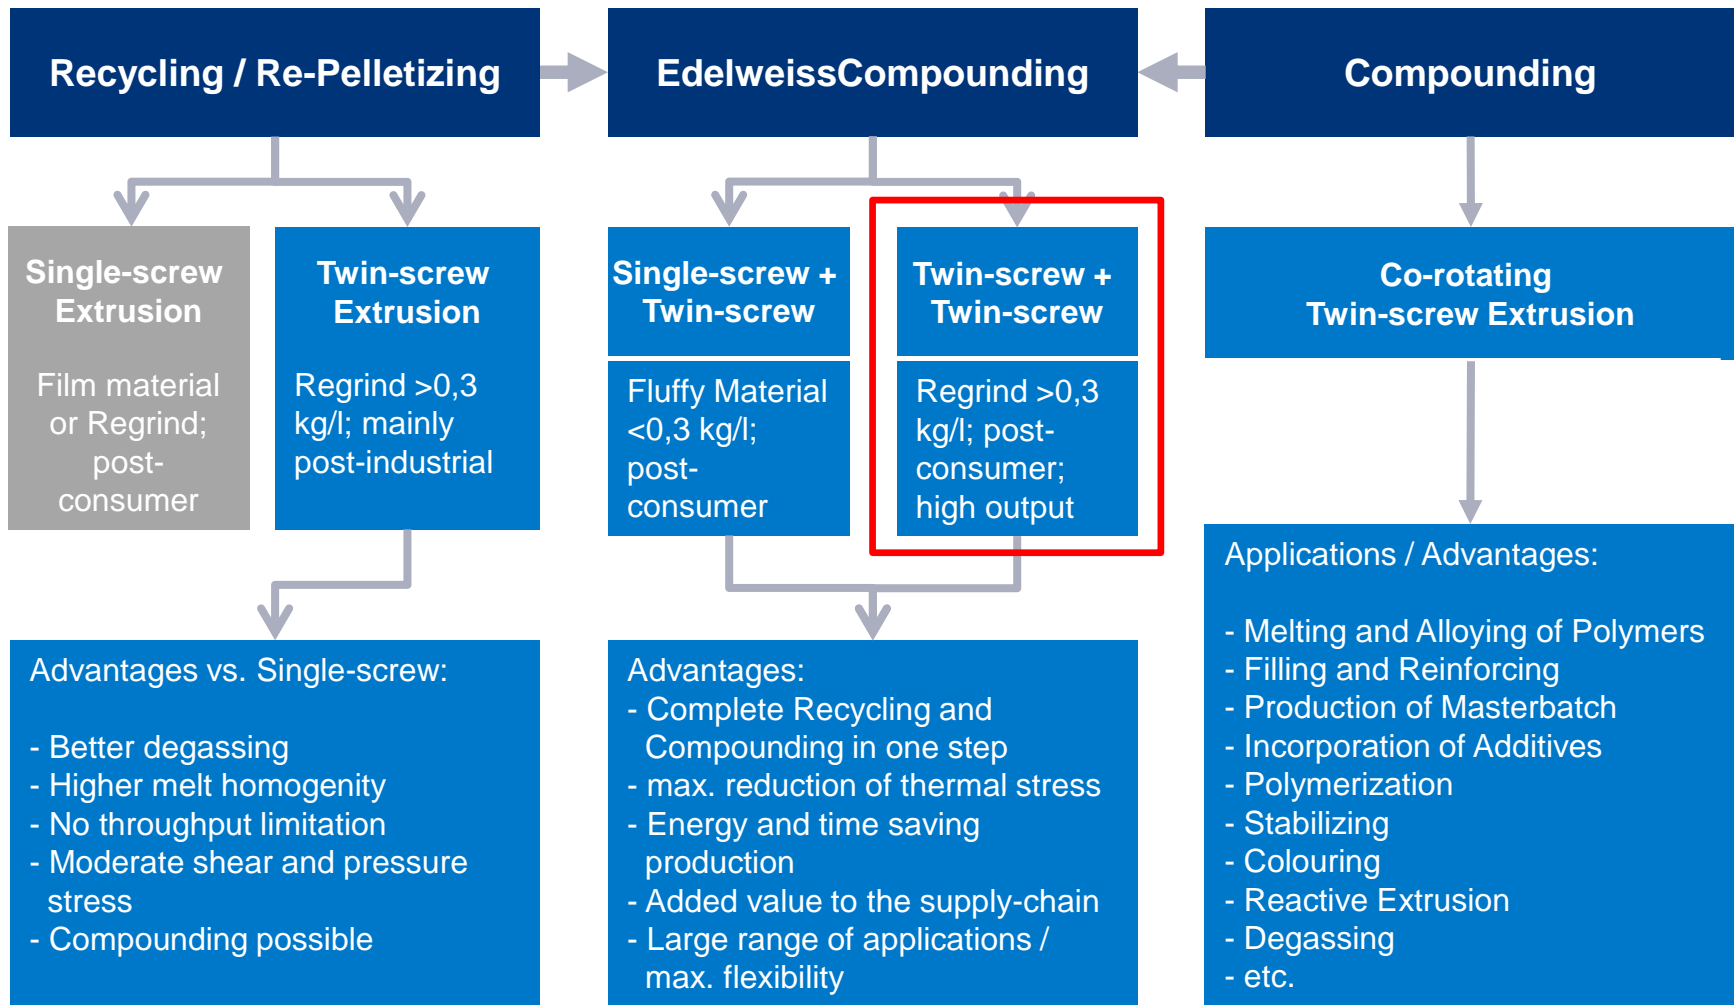 Recycling / Re-Pelletizing
EdelweissCompounding
Compounding
Single-screw
Extrusion
Film material
or Regrind;
post-
consumer
Twin-screw
Extrusion
Regrind >0,3
kg/l; mainly
post-industrial
Single-screw +
Twin-screw
Fluffy Material
<0,3 kg/l;
post-
consumer
Twin-screw +
Twin-screw
Regrind >0,3
kg/l; post-
consumer;
high output
Co-rotating
Twin-screw Extrusion
Advantages vs. Single-screw:
- Better degassing
- Higher melt homogenity
- No throughput limitation
- Moderate shear and pressure
stress
- Compounding possible
Advantages:
- Complete Recycling and
Compounding in one step
- max. reduction of thermal stress
- Energy and time saving
production
- Added value to the supply-chain
- Large range of applications /
max. flexibility
Applications / Advantages:
- Melting and Alloying of Polymers
- Filling and Reinforcing
- Production of Masterbatch
- Incorporation of Additives
- Polymerization
- Stabilizing
- Colouring
- Reactive Extrusion
- Degassing
- etc.